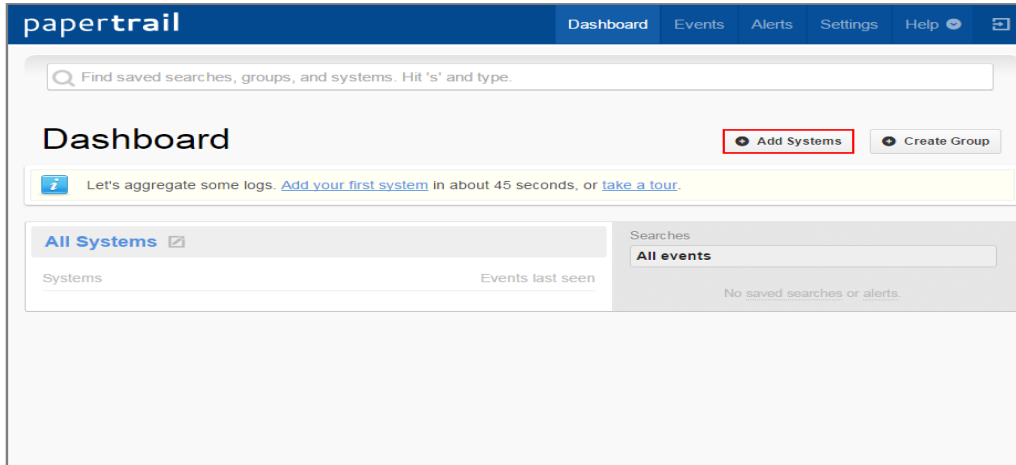 papertrail
Dashboard Events Alerts Settings Help
Find saved searches, groups, and systems. Hit 's' and type.
Dashboard
Add Systems
Create Group
i Let's aggregate some logs. Add your first system in about 45 seconds, or take a tour.
All Systems
Systems Events last seen
Searches
All events
No saved searches or alerts.